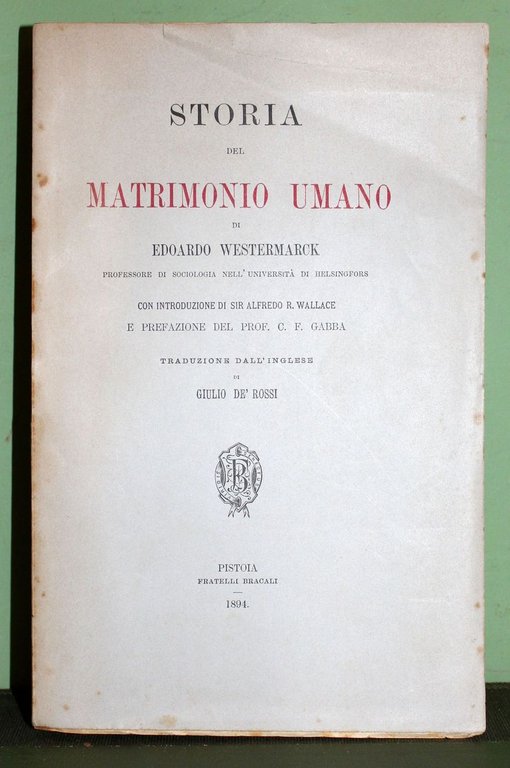 STORIA
DEL
MATRIMONIO UMANO
DI
EDOARDO WESTERMARCK
PROFESSORE DI SOCIOLOGIA NELL'UNIVERSITÀ DI HELSINGFORS
CON INTRODUZIONE DI SIR ALFREDO R. WALLACE
E PREFAZIONE DEL PROF. C. F. GABBA
TRADUZIONE DALL'INGLESE
DI
GIULIO DE' ROSSI
PISTOIA
FRATELLI BRACALI
1894.